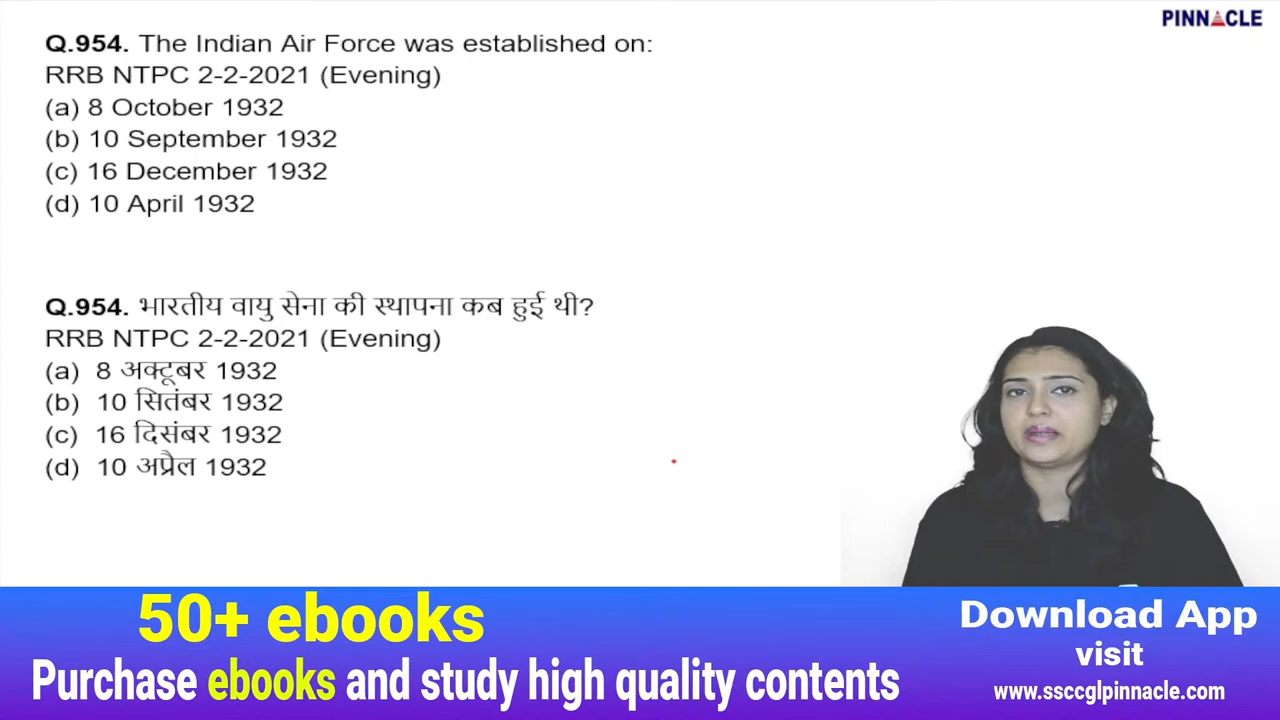 PINNACLE
Q.954. The Indian Air Force was established on:
RRB NTPC 2-2-2021 (Evening)
(a) 8 October 1932
(b) 10 September 1932
(c) 16 December 1932
(d) 10 April 1932
Q.954. भारतीय वायु सेना की स्थापना कब हुई थी?
RRB NTPC 2-2-2021 (Evening)
(a) 8 अक्टूबर 1932
(b) 10 सितंबर 1932
(c) 16 दिसंबर 1932
(d) 10 अप्रैल 1932
50+ ebooks
Purchase ebooks and study high quality contents
Download App
visit
www.ssccglpinnacle.com